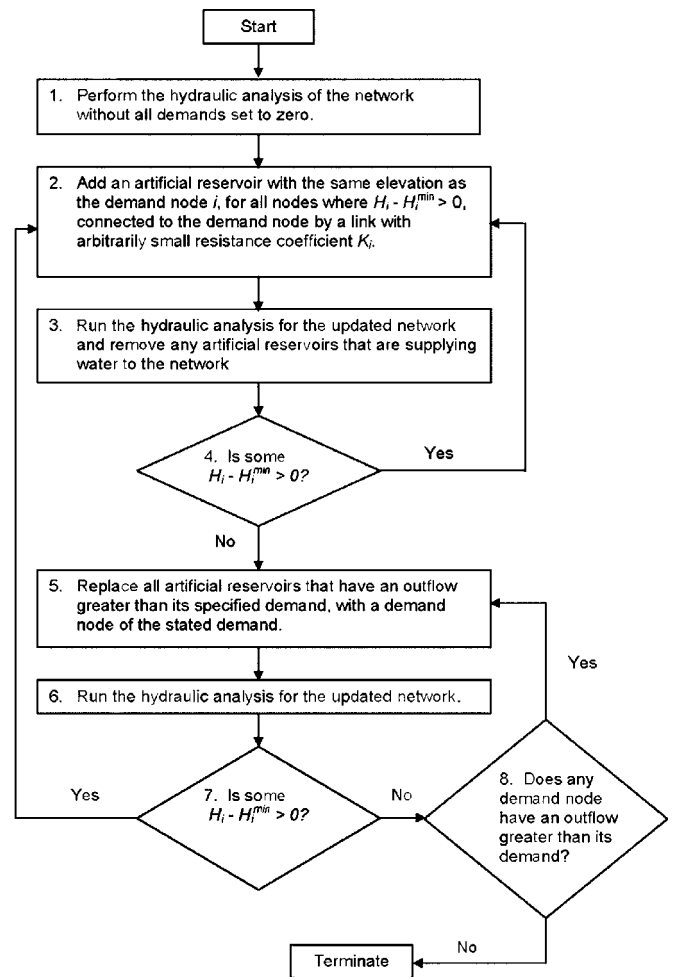 Start
1. Perform the hydraulic analysis of the network
without all demands set to zero.
2. Add an artificial reservoir with the same elevation as
the demand node i, for all nodes where Hi - Hi^min > 0,
connected to the demand node by a link with
arbitrarily small resistance coefficient Ki.
3. Run the hydraulic analysis for the updated network
and remove any artificial reservoirs that are supplying
water to the network
4. Is some
Hi - Hi^min > 0?
Yes
No
5. Replace all artificial reservoirs that have an outflow
greater than its specified demand, with a demand
node of the stated demand.
6. Run the hydraulic analysis for the updated network.
Yes
7. Is some
Hi - Hi^min > 0?
Yes
No
8. Does any
demand node
have an outflow
greater than its
demand?
No
Terminate